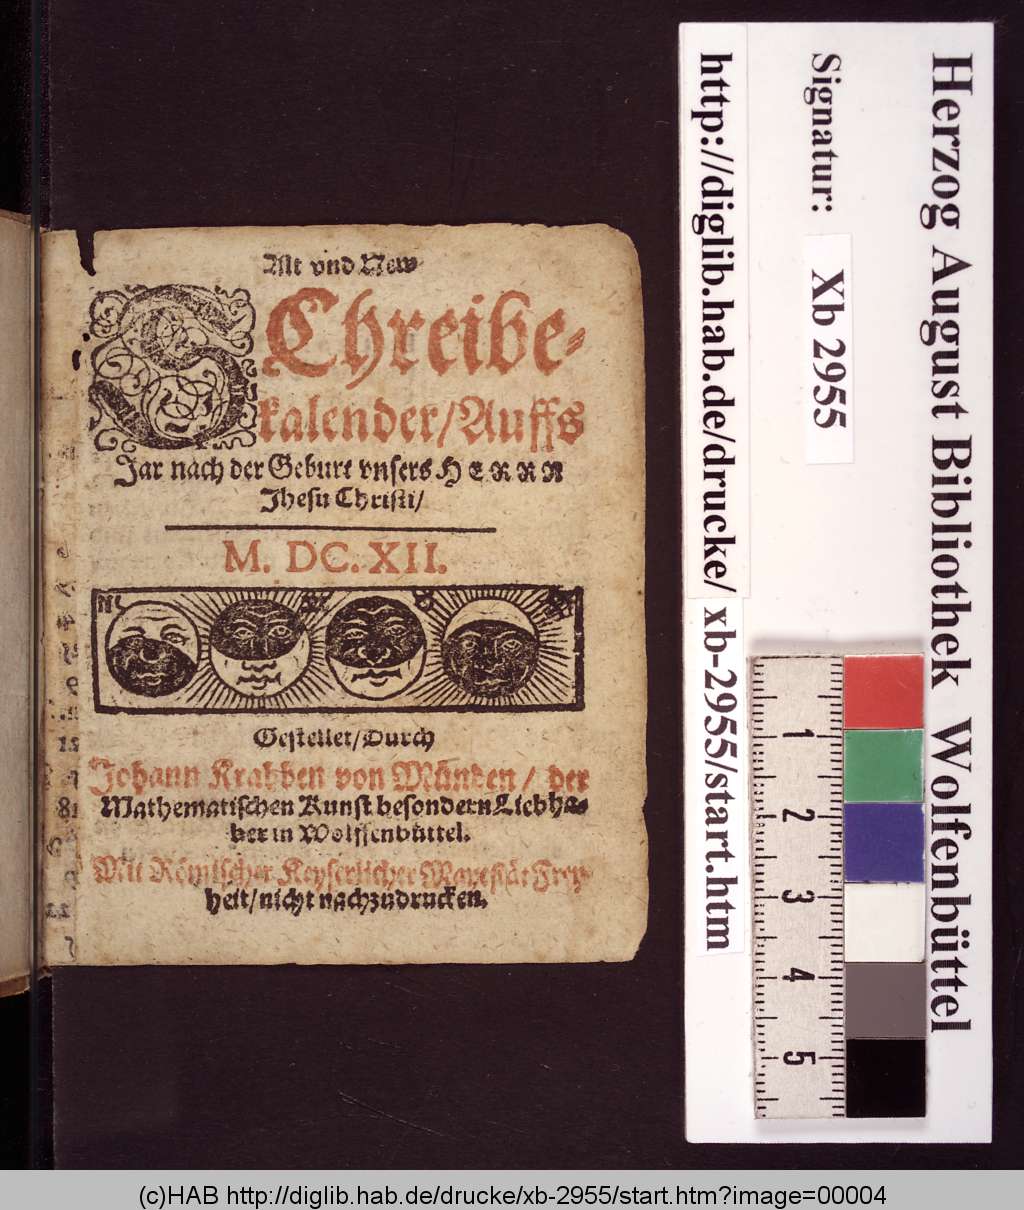 Alt vnd New
SChreibe-
kalender/Auffs
Jar nach der Geburt vnsers HERRN
Jhesu Christi/
M. DC. XII.
Gestellet/Durch
Johann Krabben von Münden/ der
Mathematischen Kunst besondern Liebha-
ber in Wolffenbüttel.
Mit Römischer Keyserlicher Mayestät Frey-
heit/nicht nachzudrucken.
Herzog August Bibliothek Wolfenbüttel
Signatur: Xb 2955
http://diglib.hab.de/drucke/ xb-2955/start.htm
1
2
3
4
5
(c)HAB http://diglib.hab.de/drucke/xb-2955/start.htm?image=00004